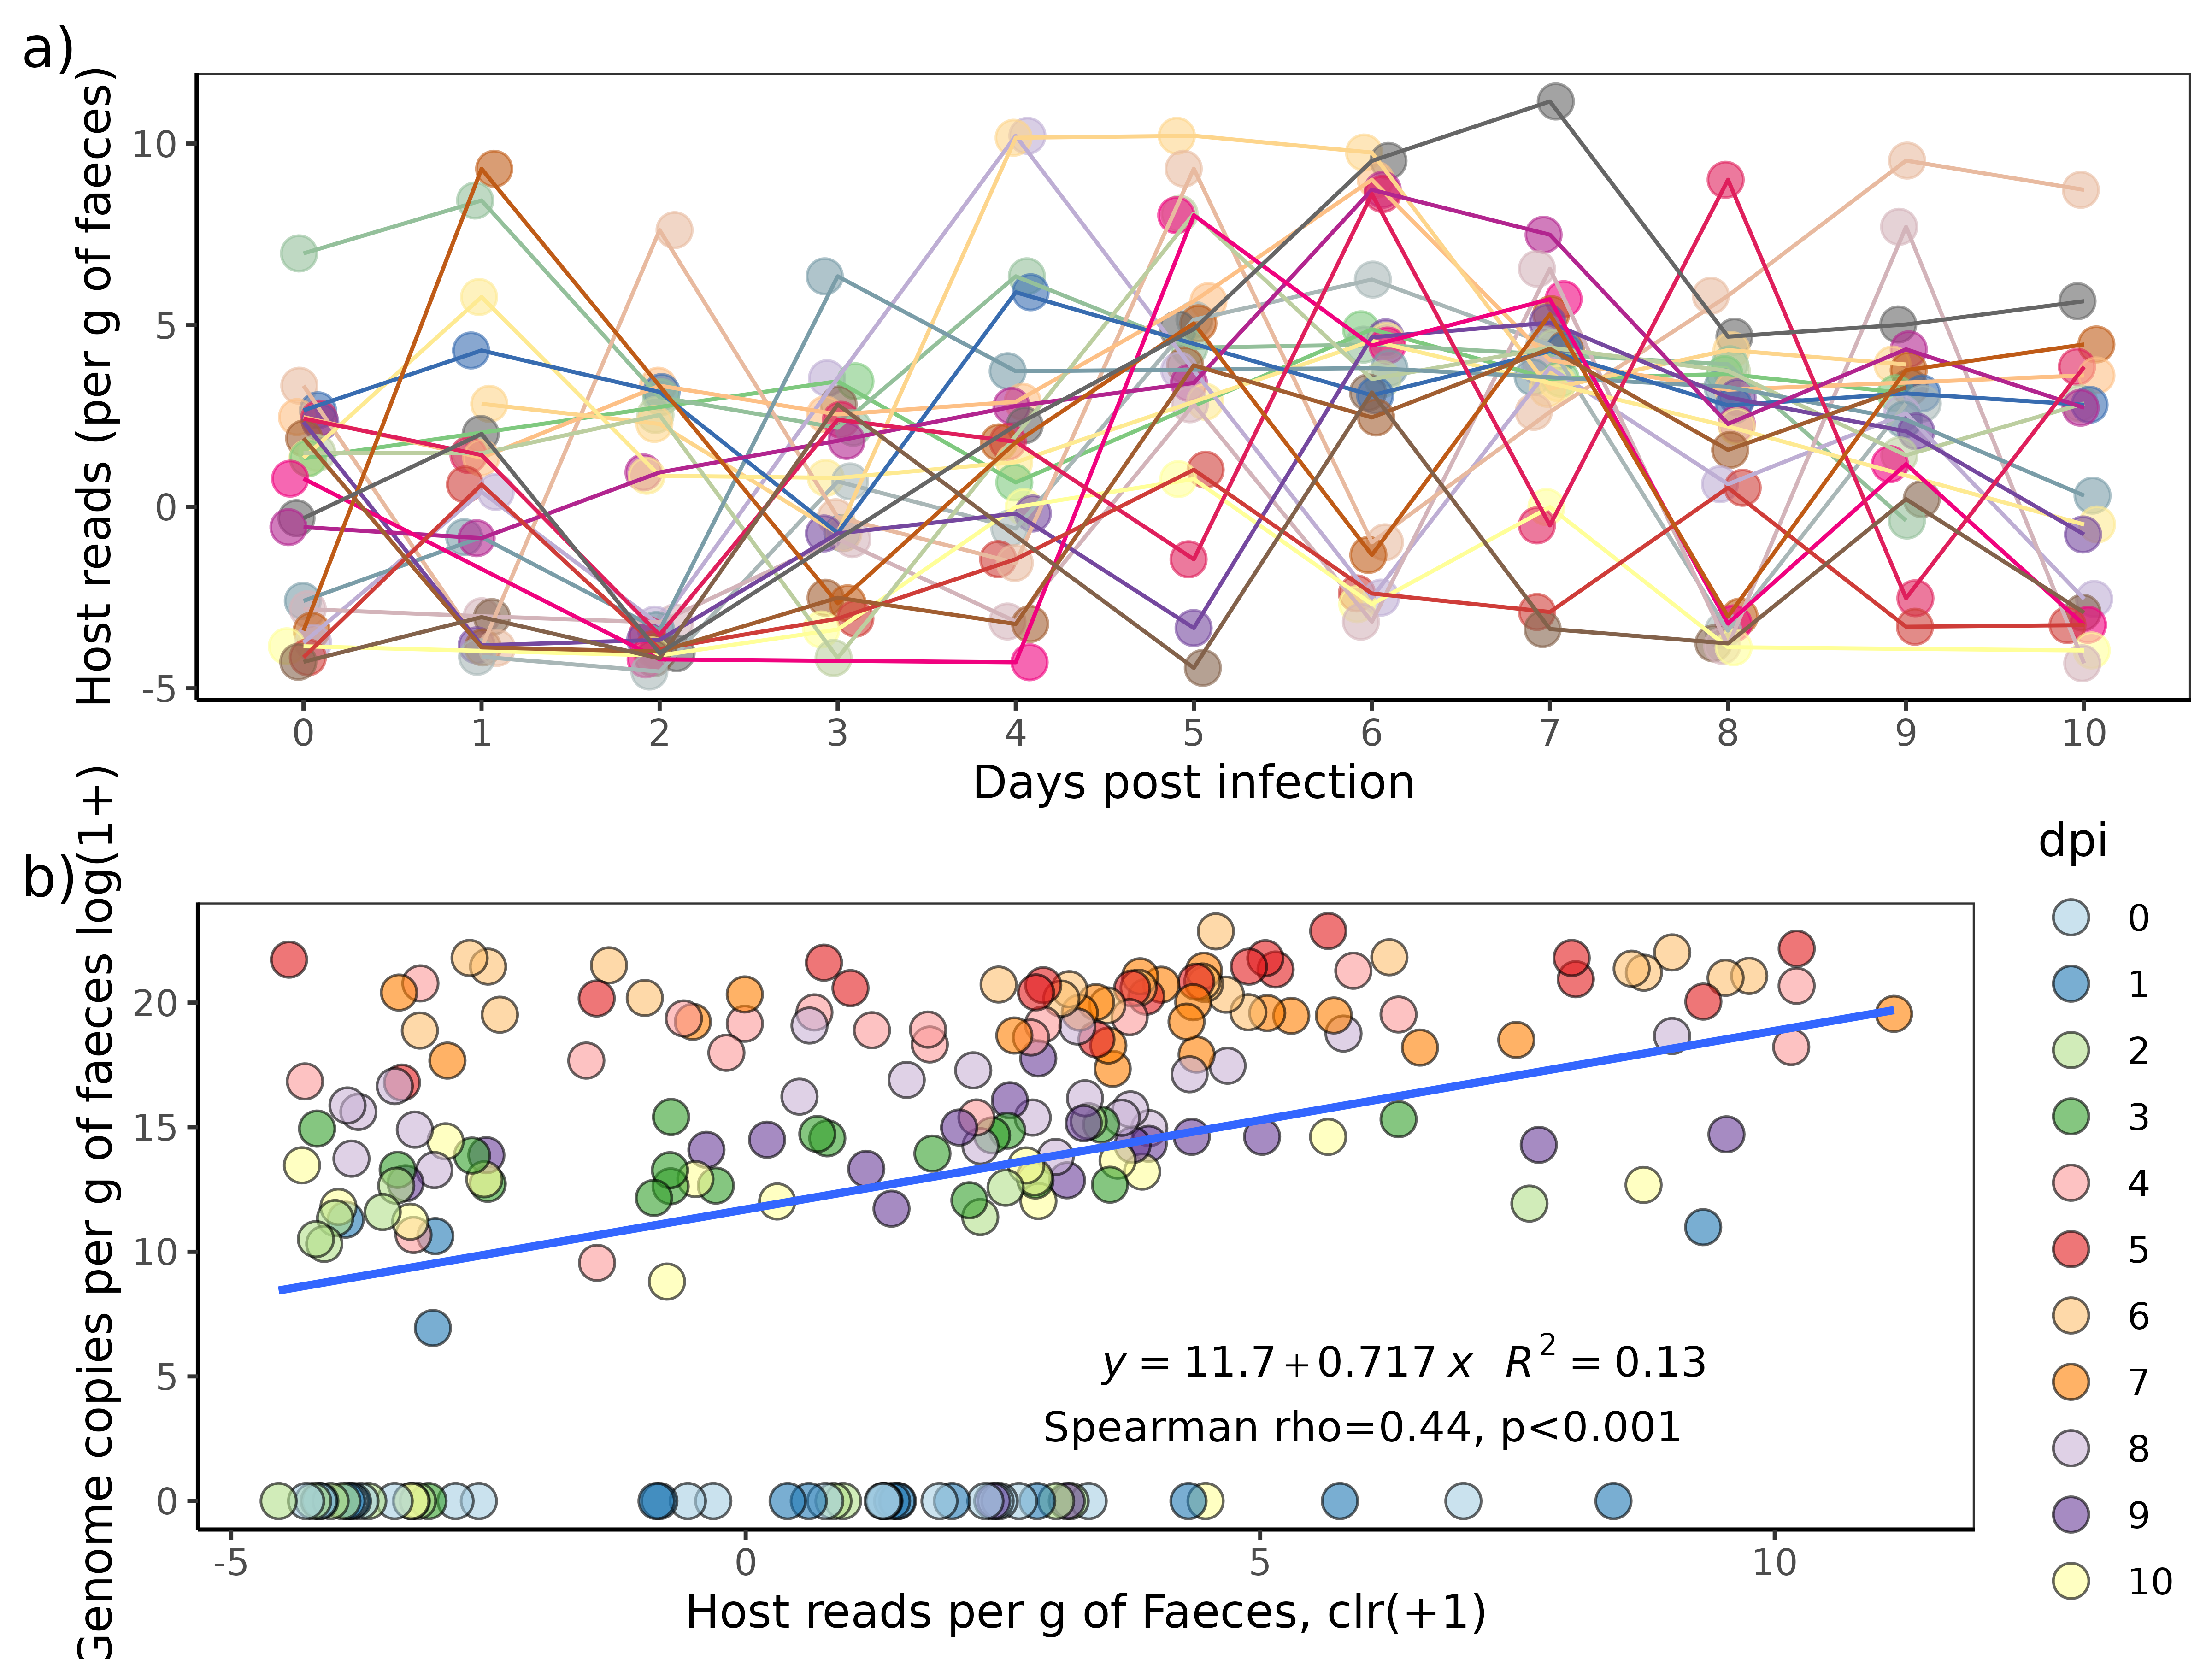 a)
Host reads (per g of faeces)
10
5
0
-5
0 1 2 3 4 5 6 7 8 9 10
Days post infection
b)
Genome copies per g of faeces log(1+)
20
15
10
5
0
y = 11.7+0.717 x R² = 0.13
Spearman rho=0.44, p<0.001
-5 0 5 10
Host reads per g of Faeces, clr(+1)
dpi
0
1
2
3
4
5
6
7
8
9
10